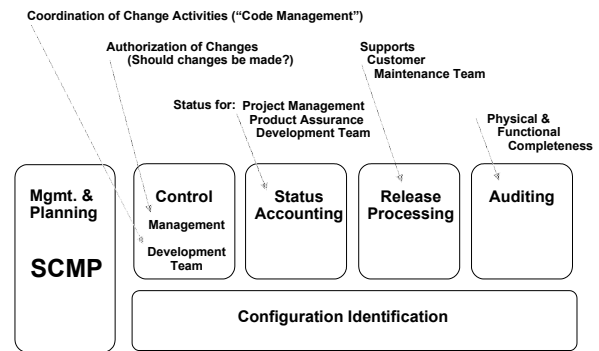 Coordination of Change Activities (“Code Management”)
Authorization of Changes
(Should changes be made?)
Supports
Customer
Maintenance Team
Status for: Project Management
Product Assurance
Development Team
Physical &
Functional
Completeness
Mgmt. &
Planning
SCMP
Control
Management
Development
Team
Status
Accounting
Release
Processing
Auditing
Configuration Identification